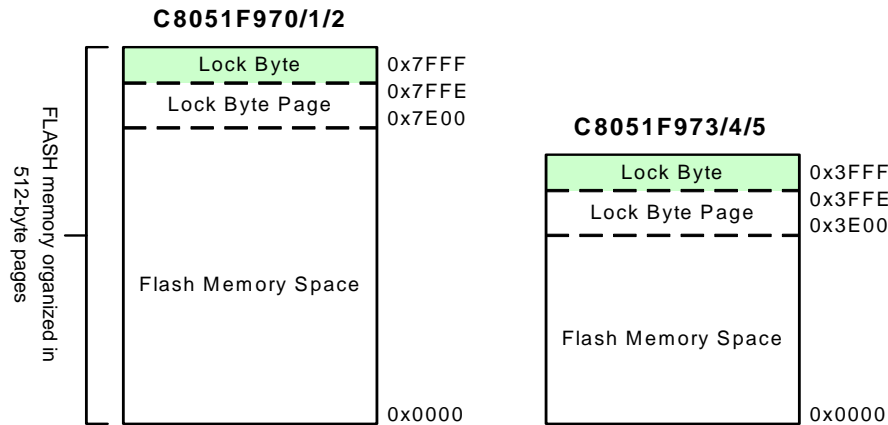 C8051F970/1/2
Lock Byte
0x7FFF
0x7FFE
Lock Byte Page
0x7E00
FLASH memory organized in
512-byte pages
Flash Memory Space
0x0000
C8051F973/4/5
Lock Byte
0x3FFF
0x3FFE
Lock Byte Page
0x3E00
Flash Memory Space
0x0000